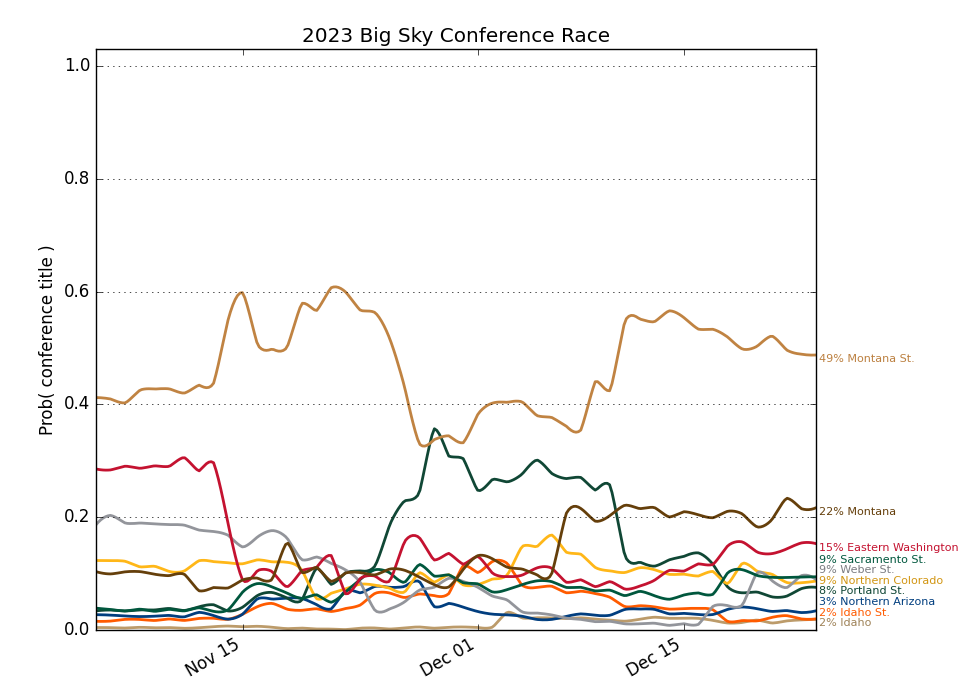 2023 Big Sky Conference Race
Prob( conference title )
1.0
0.8
0.6
0.4
0.2
0.0
Nov 15
Dec 01
Dec 15
49% Montana St.
22% Montana
15% Eastern Washington
9% Sacramento St.
9% Weber St.
9% Northern Colorado
8% Portland St.
3% Northern Arizona
2% Idaho St.
2% Idaho